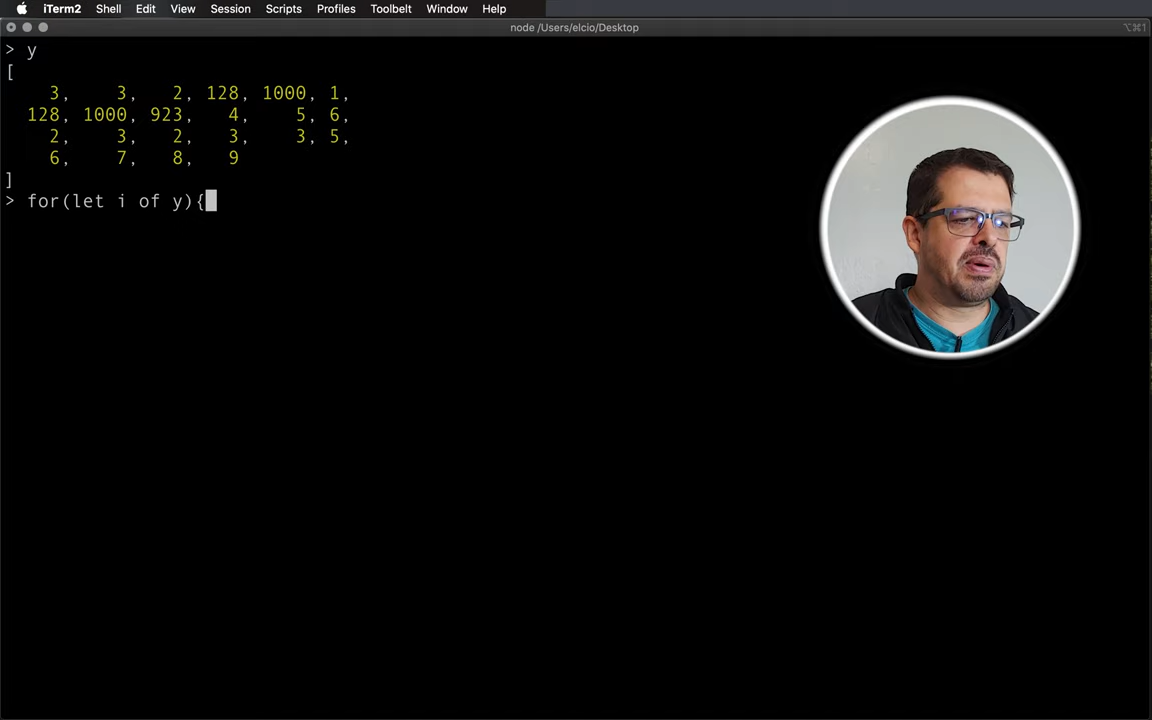 iTerm2 Shell Edit View Session Scripts Profiles Toolbelt Window Help
node /Users/elcio/Desktop ⌥⌘1
> y
[
3, 3, 2, 128, 1000, 1,
128, 1000, 923, 4, 5, 6,
2, 3, 2, 3, 3, 5,
6, 7, 8, 9
]
> for(let i of y){